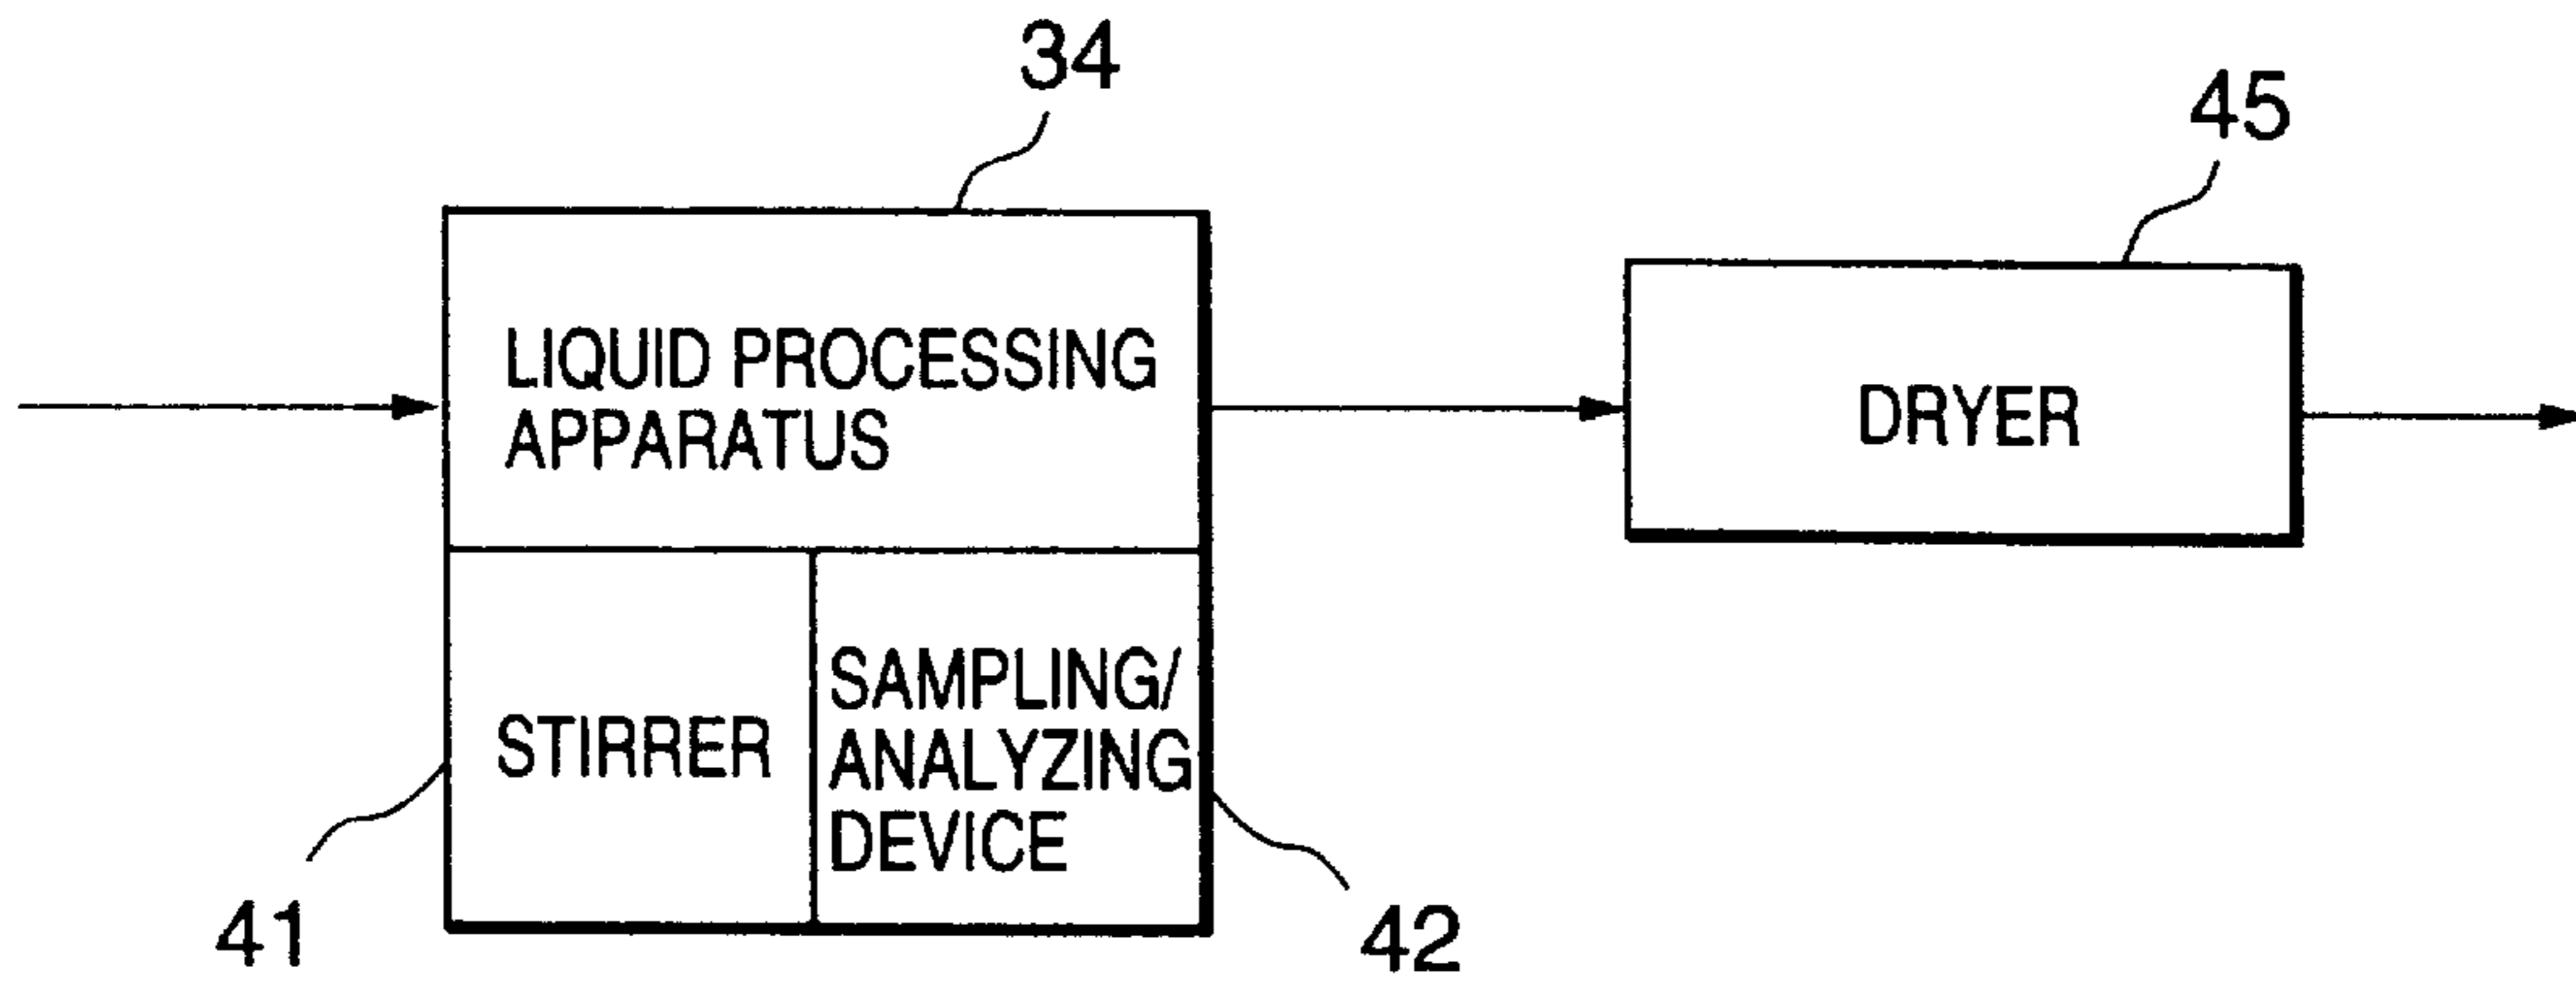 34
45
LIQUID PROCESSING
APPARATUS
DRYER
STIRRER
SAMPLING/
ANALYZING
DEVICE
41
42